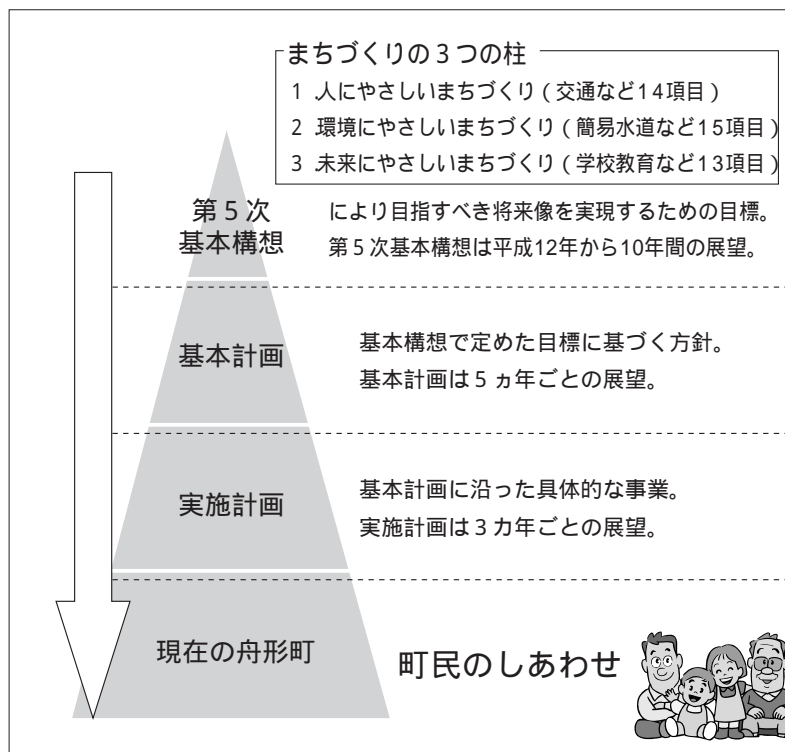 まちづくりの3つの柱
1 人にやさしいまちづくり(交通など14項目)
2 環境にやさしいまちづくり(簡易水道など15項目)
3 未来にやさしいまちづくり(学校教育など13項目)
第5次
基本構想
により目指すべき将来像を実現するための目標。
第5次基本構想は平成12年から10年間の展望。
基本計画
基本構想で定めた目標に基づく方針。
基本計画は5ヵ年ごとの展望。
実施計画
基本計画に沿った具体的な事業。
実施計画は3カ年ごとの展望。
現在の舟形町
町民のしあわせ